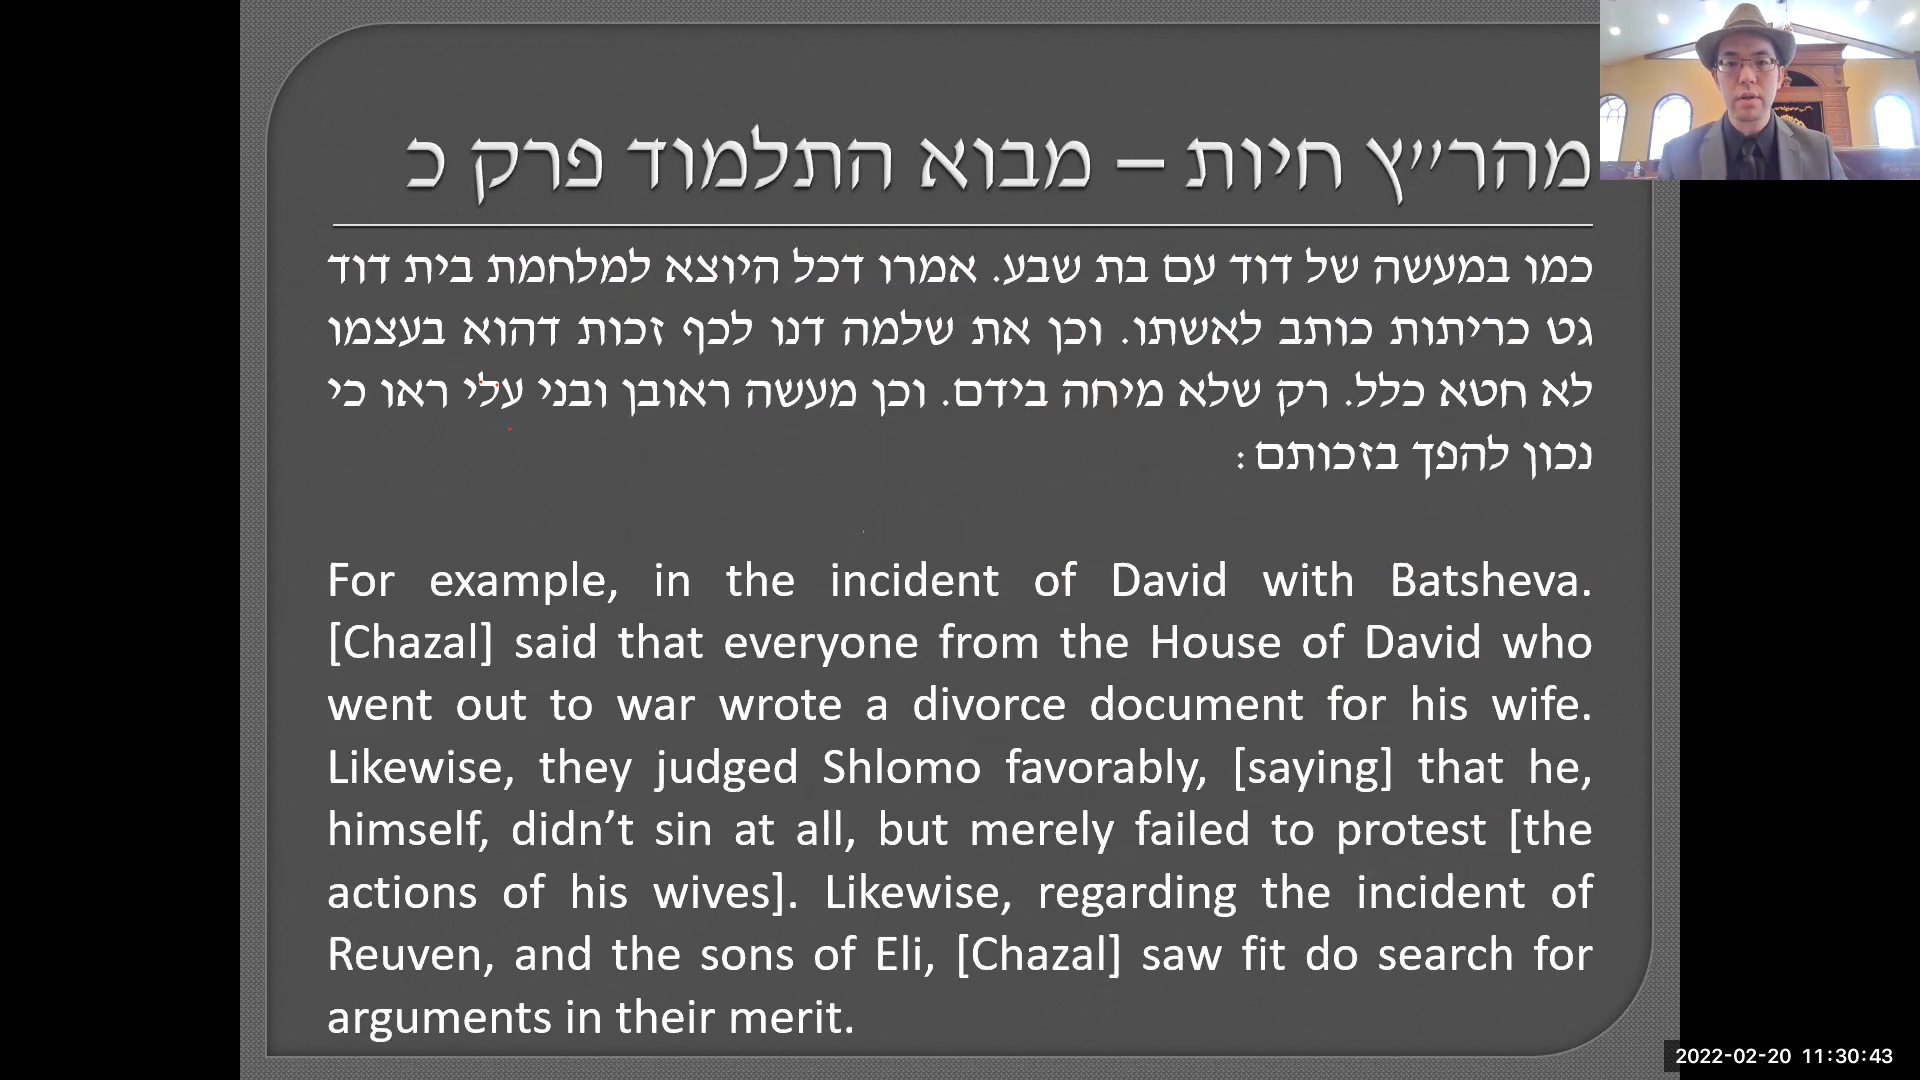 מהר״ץ חיות – מבוא התלמוד פרק כ
כמו במעשה של דוד עם בת שבע. אמרו דכל היוצא למלחמת בית דוד
גט כריתות כותב לאשתו. וכן את שלמה דנו לכף זכות דהוא בעצמו
לא חטא כלל. רק שלא מיחה בידם. וכן מעשה ראובן ובני עלי ראו כי
נכון להפך בזכותם:
For example, in the incident of David with Batsheva.
[Chazal] said that everyone from the House of David who
went out to war wrote a divorce document for his wife.
Likewise, they judged Shlomo favorably, [saying] that he,
himself, didn’t sin at all, but merely failed to protest [the
actions of his wives]. Likewise, regarding the incident of
Reuven, and the sons of Eli, [Chazal] saw fit do search for
arguments in their merit.
2022-02-20 11:30:43